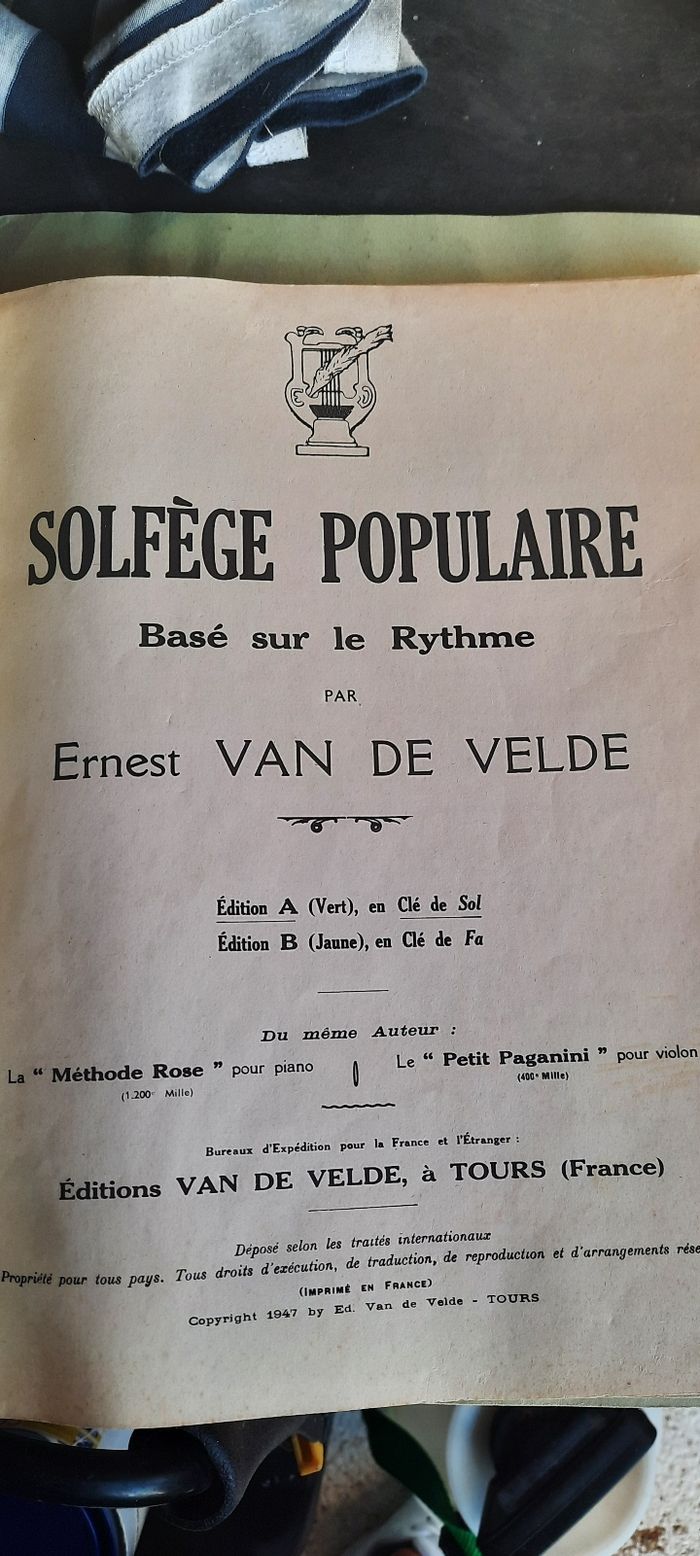 SOLFÈGE POPULAIRE
Basé sur le Rythme
PAR
Ernest VAN DE VELDE
Édition A (Vert), en Clé de Sol
Édition B (Jaune), en Clé de Fa
Du même Auteur :
La “ Méthode Rose ” pour piano
(1.200e Mille)
Le “ Petit Paganini ” pour violon
(400e Mille)
Bureaux d'Expédition pour la France et l'Étranger :
Éditions VAN DE VELDE, à TOURS (France)
Déposé selon les traités internationaux
Propriété pour tous pays. Tous droits d'exécution, de traduction, de reproduction et d'arrangements rése
(IMPRIMÉ EN FRANCE)
Copyright 1947 by Ed. Van de Velde - TOURS